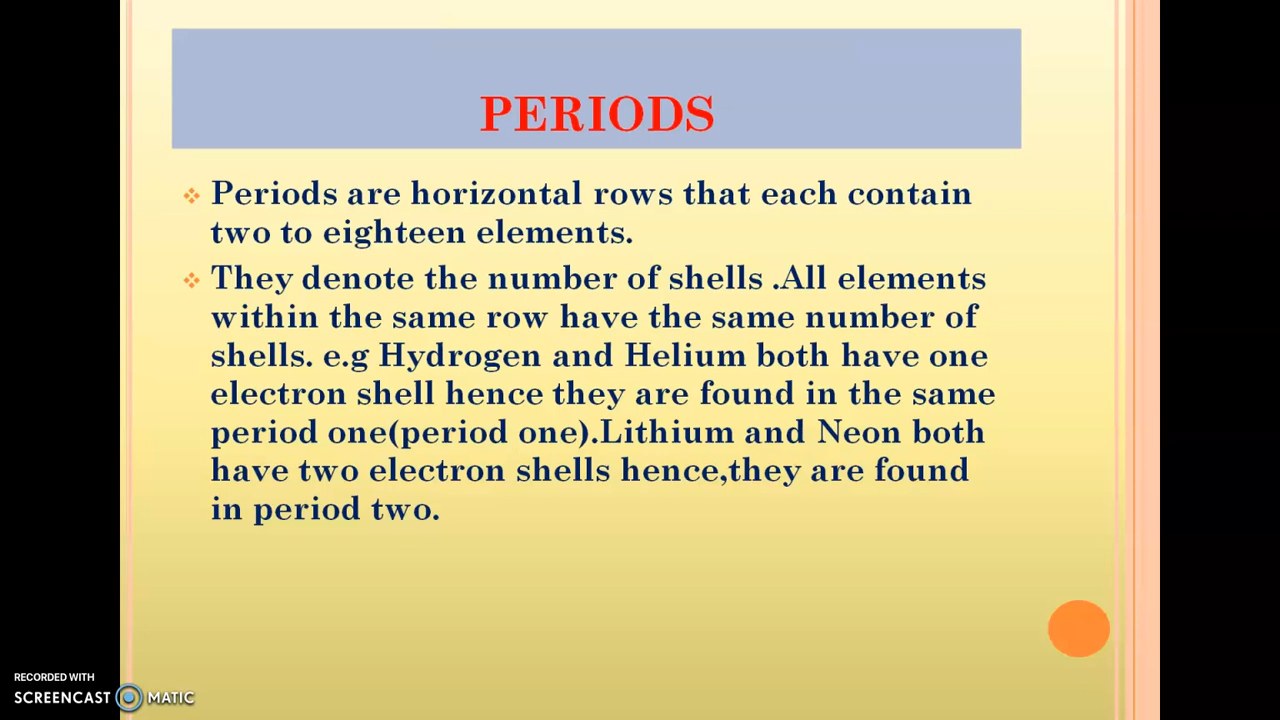 PERIODS
Periods are horizontal rows that each contain
two to eighteen elements.
They denote the number of shells .All elements
within the same row have the same number of
shells. e.g Hydrogen and Helium both have one
electron shell hence they are found in the same
period one(period one).Lithium and Neon both
have two electron shells hence,they are found
in period two.
RECORDED WITH
SCREENCAST MATIC